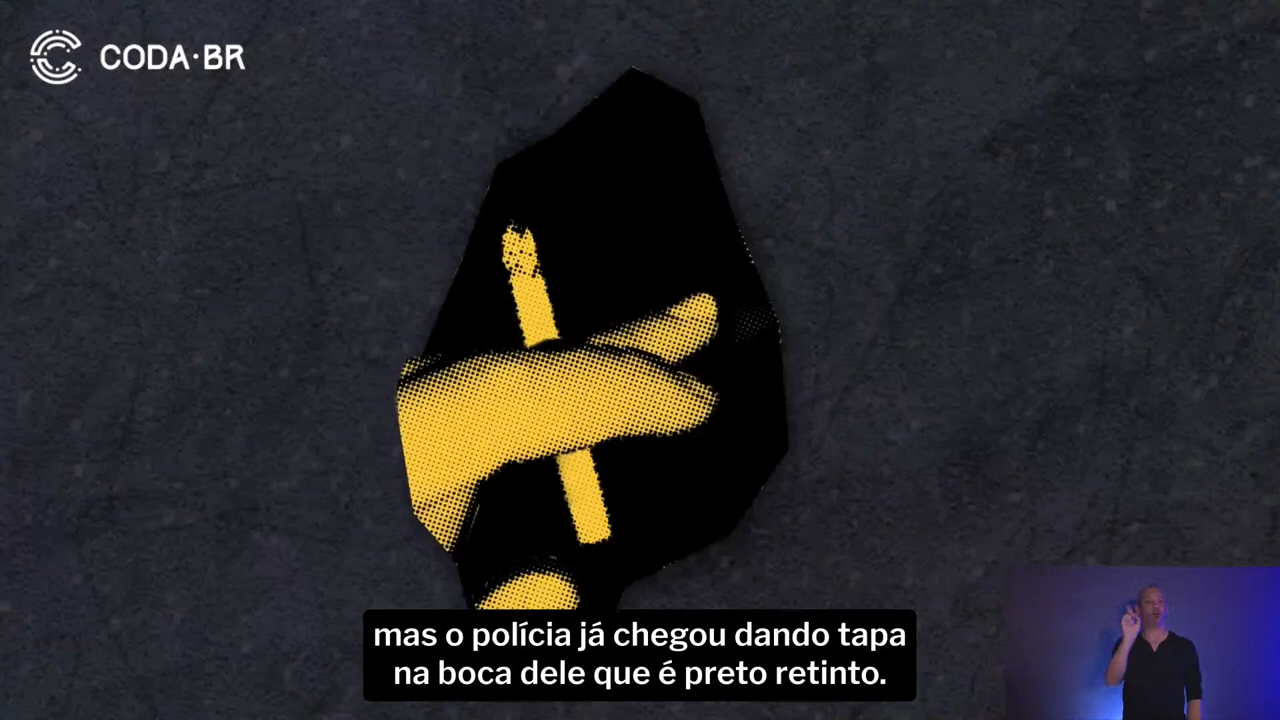 CODA·BR
mas o polícia já chegou dando tapa
na boca dele que é preto retinto.